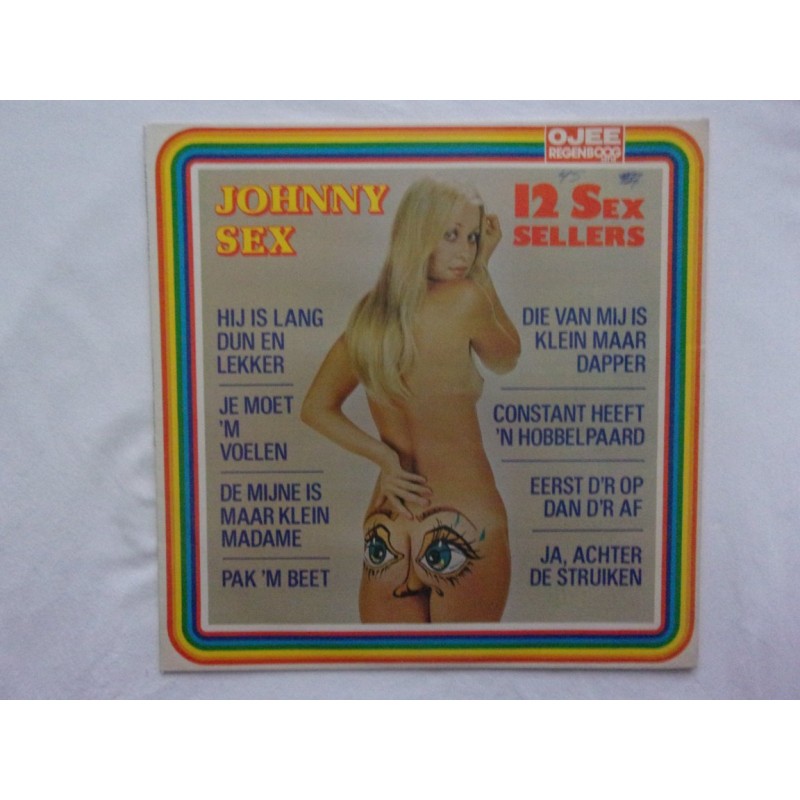 OJEE
REGENBOOG
JOHNNY
SEX
12 SEX
SELLERS
HIJ IS LANG
DUN EN
LEKKER
JE MOET
'M
VOELEN
DE MIJNE IS
MAAR KLEIN
MADAME
PAK 'M BEET
DIE VAN MIJ IS
KLEIN MAAR
DAPPER
CONSTANT HEEFT
'N HOBBELPAARD
EERST D'R OP
DAN D'R AF
JA, ACHTER
DE STRUIKEN